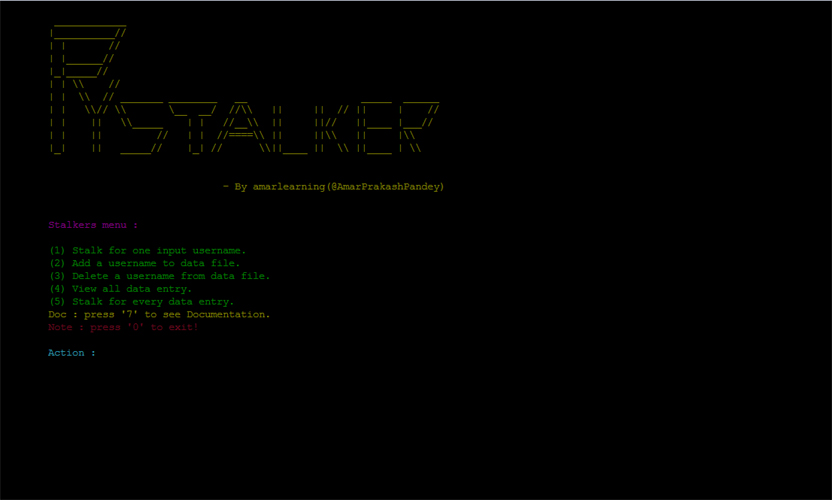 - By amarlearning(@AmarPrakashPandey)
Stalkers menu :
(1) Stalk for one input username.
(2) Add a username to data file.
(3) Delete a username from data file.
(4) View all data entry.
(5) Stalk for every data entry.
Doc : press '7' to see Documentation.
Note : press '0' to exit!
Action :